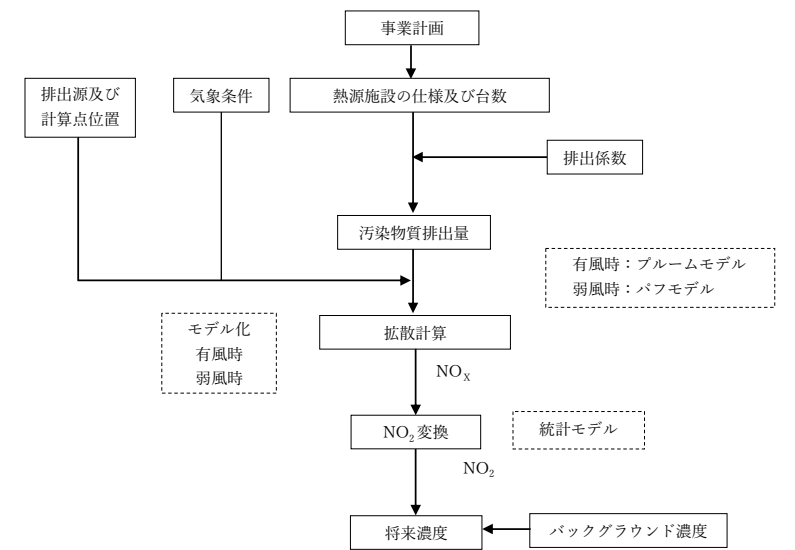 事業計画
排出源及び
計算点位置
気象条件
熱源施設の仕様及び台数
排出係数
汚染物質排出量
有風時：プルームモデル
弱風時：パフモデル
モデル化
有風時
弱風時
拡散計算
NOX
NO2変換
統計モデル
NO2
将来濃度
バックグラウンド濃度